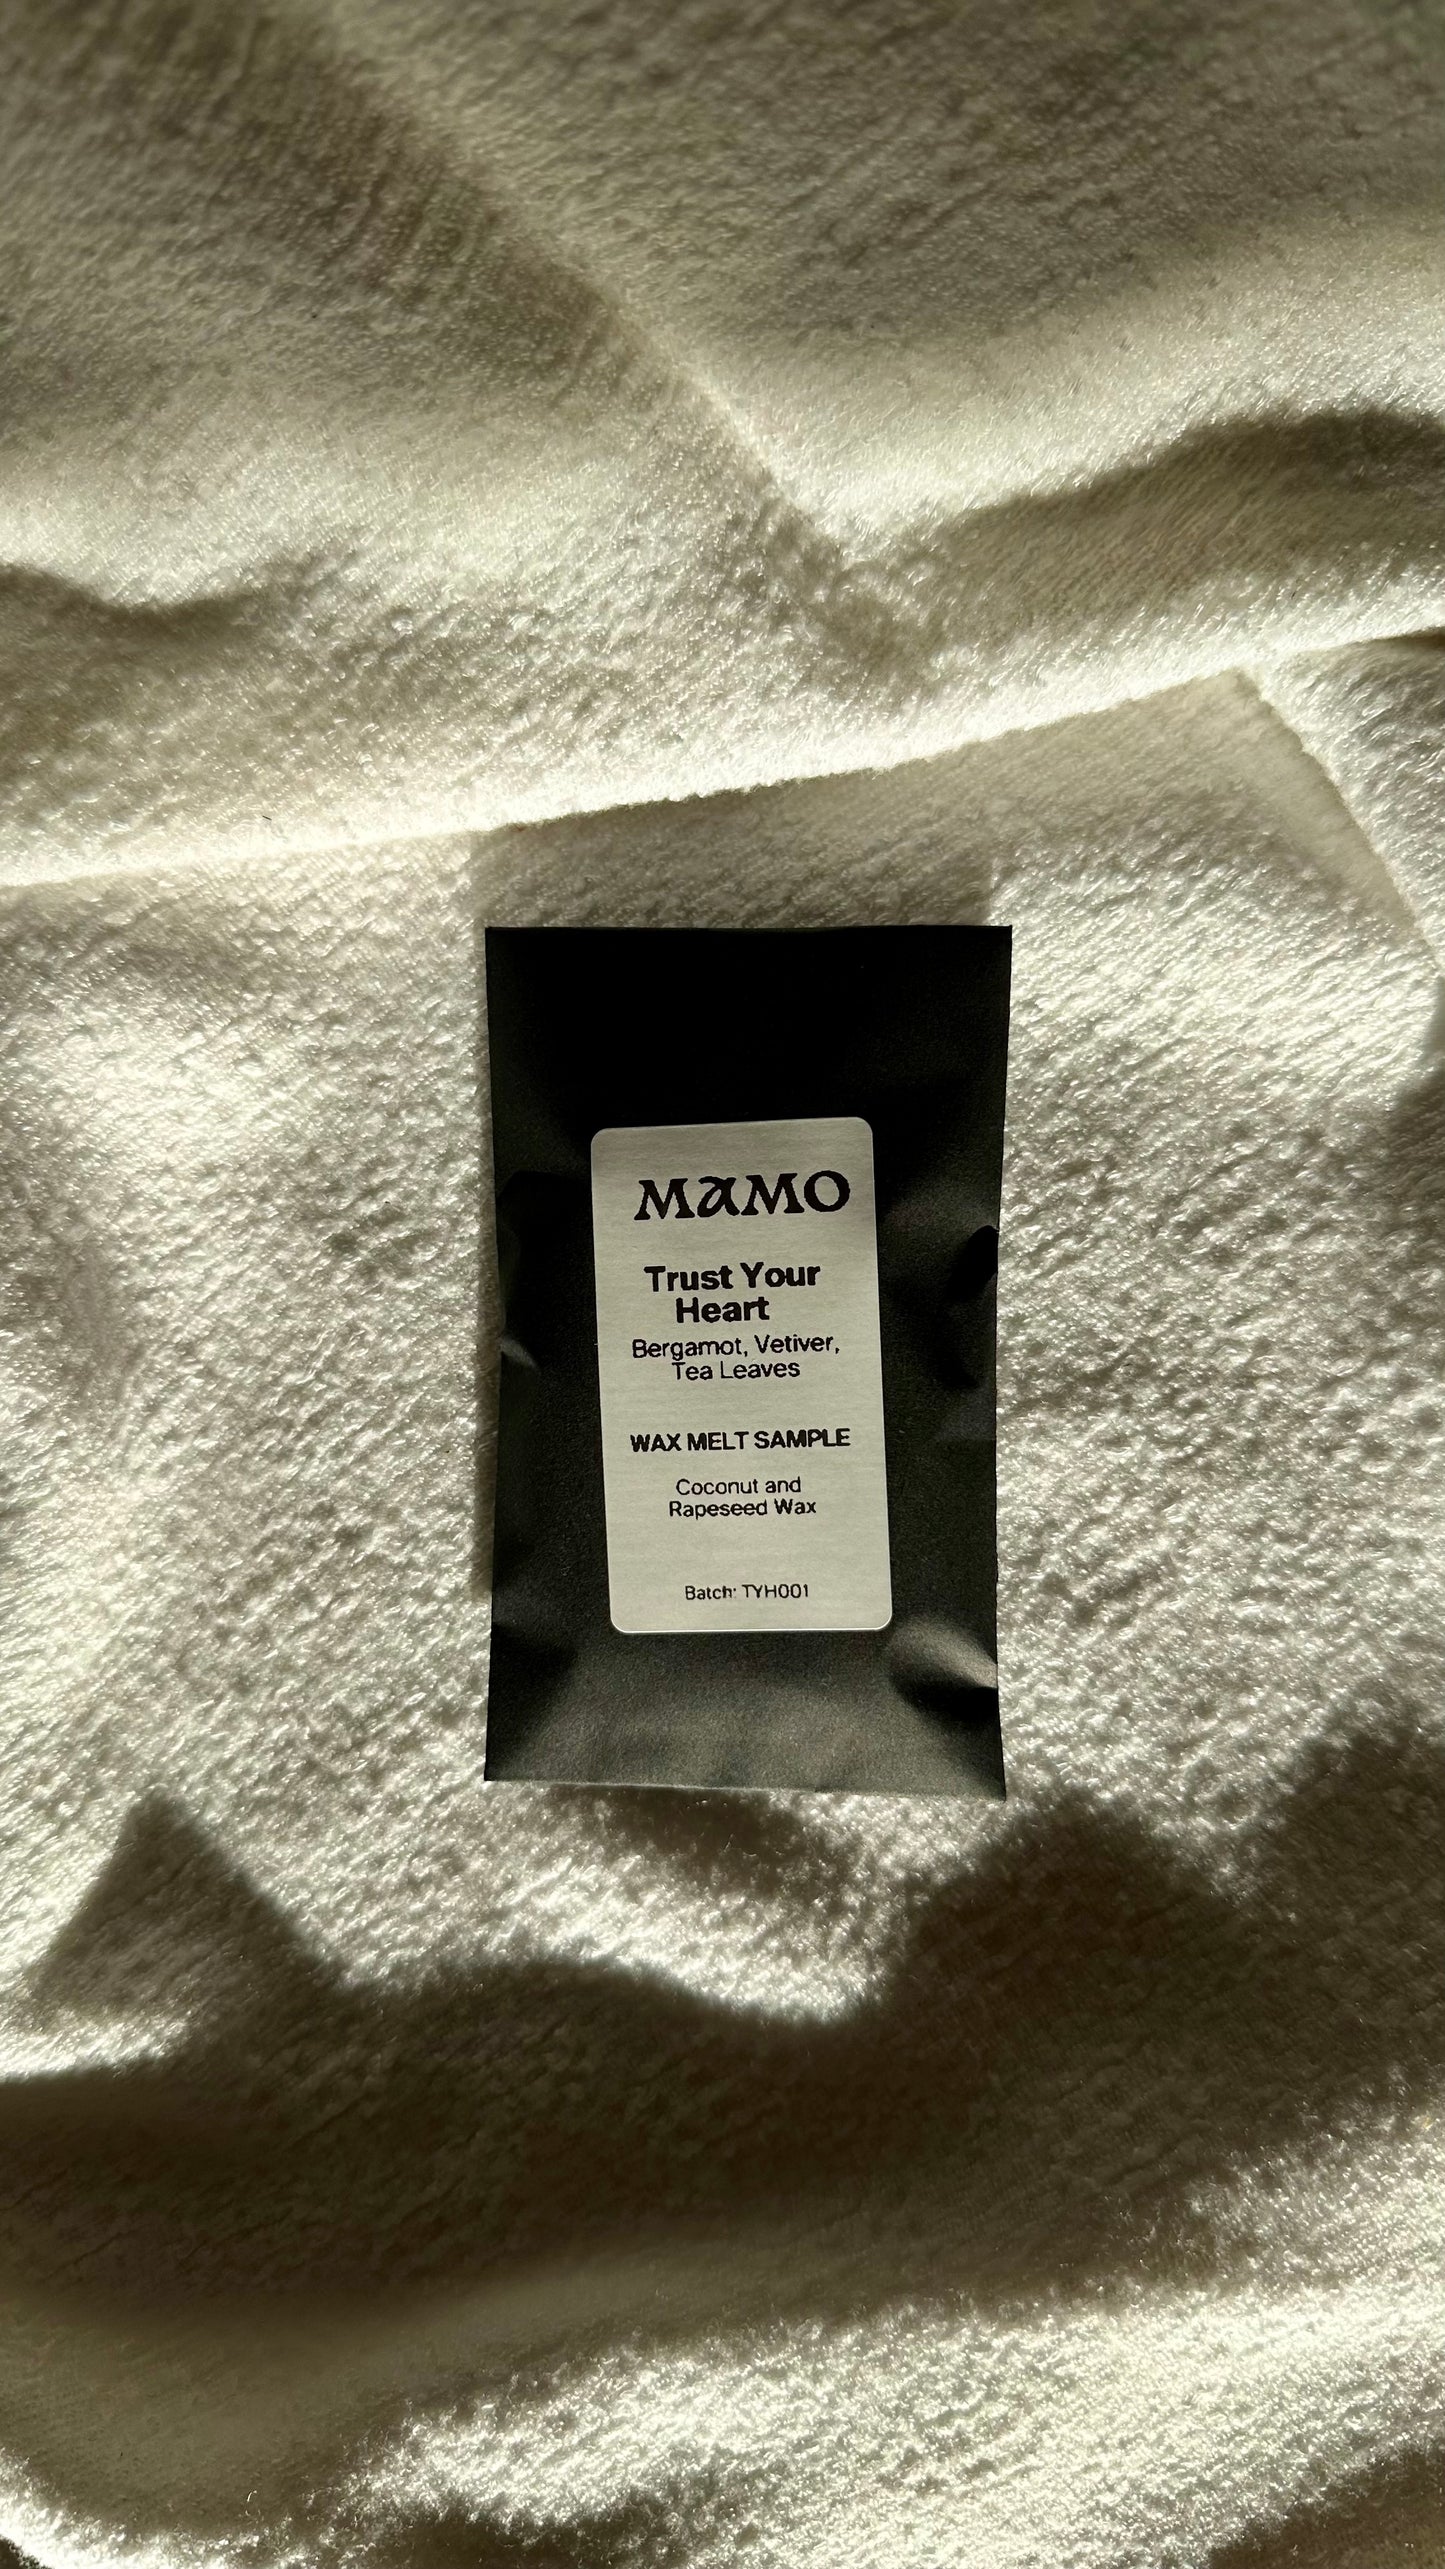 MAMO
Trust Your
Heart
Bergamot, Vetiver,
Tea Leaves
WAX MELT SAMPLE
Coconut and
Rapeseed Wax
Batch: TYH001